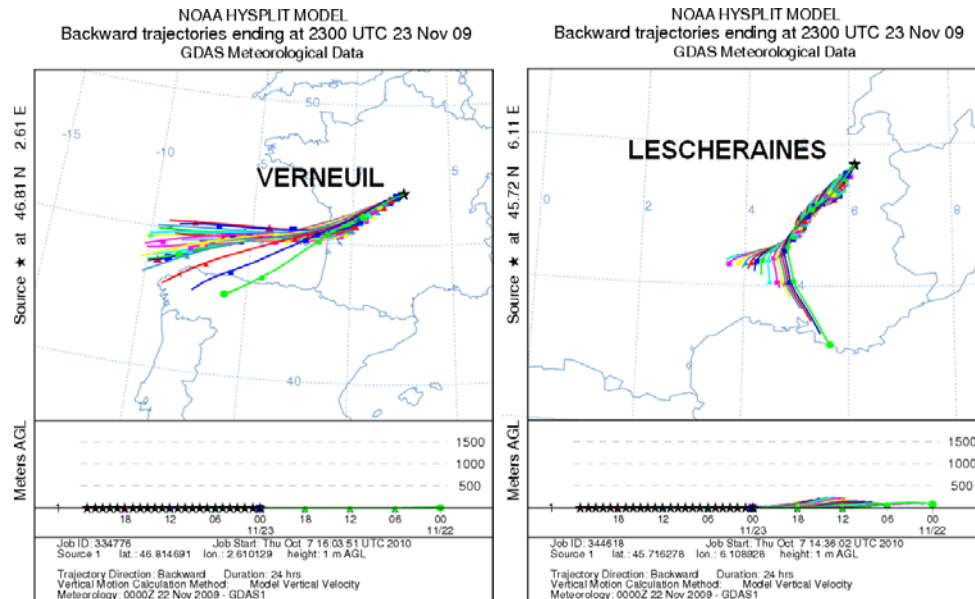 NOAA HYSPLIT MODEL
Backward trajectories ending at 2300 UTC 23 Nov 09
GDAS Meteorological Data
Source ★ at 46.81 N 2.61 E
-15
-10
-5
50
5
40
VERNEUIL
Meters AGL
1500
1000
500
1
18 12 06 00 18 12 06 00
11/23 11/22
Job ID: 334776 Job Start: Thu Oct 7 16:03:51 UTC 2010
Source 1 lat.: 46.814691 lon.: 2.610129 height: 1 m AGL
Trajectory Direction: Backward Duration: 24 hrs
Vertical Motion Calculation Method: Model Vertical Velocity
Meteorology: 0000Z 22 Nov 2009 - GDAS1
NOAA HYSPLIT MODEL
Backward trajectories ending at 2300 UTC 23 Nov 09
GDAS Meteorological Data
Source ★ at 45.72 N 6.11 E
LESCHERAINES
0
2
4
6
8
Meters AGL
1500
1000
500
1
18 12 06 00 18 12 06 00
11/23 11/22
Job ID: 344618 Job Start: Thu Oct 7 14:36:02 UTC 2010
Source 1 lat.: 45.716278 lon.: 6.108928 height: 1 m AGL
Trajectory Direction: Backward Duration: 24 hrs
Vertical Motion Calculation Method: Model Vertical Velocity
Meteorology: 0000Z 22 Nov 2009 - GDAS1